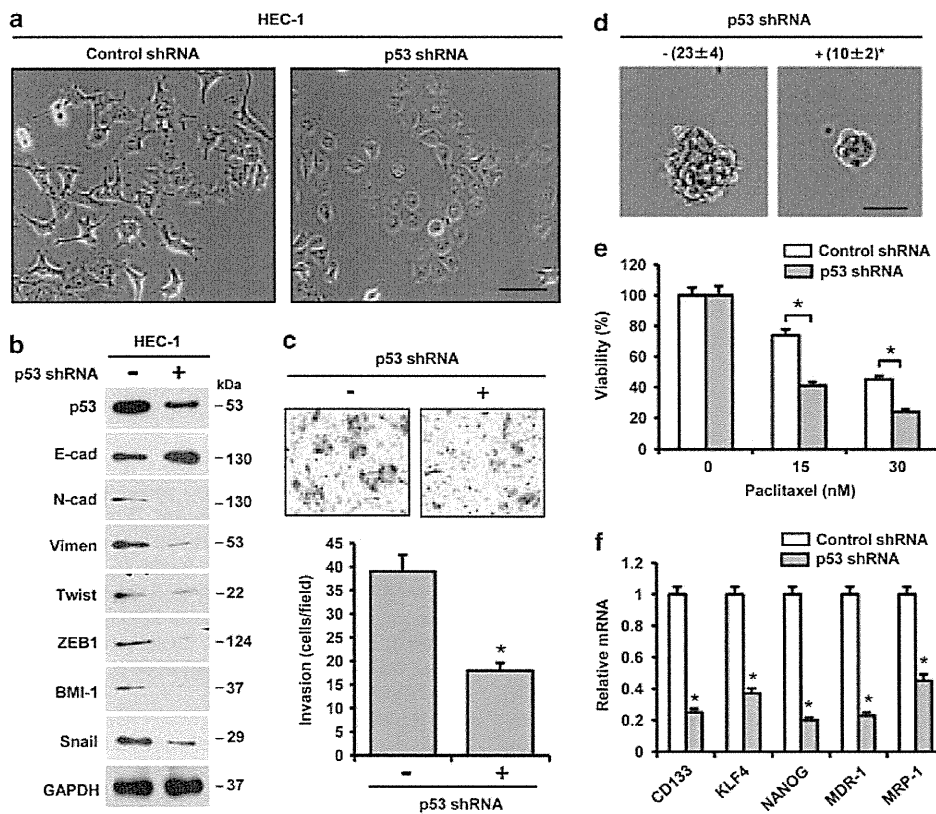 a
HEC-1
Control shRNA
p53 shRNA
b
HEC-1
p53 shRNA - +
kDa
p53 -53
E-cad -130
N-cad -130
Vimen -53
Twist -22
ZEB1 -124
BMI-1 -37
Snail -29
GAPDH -37
c
p53 shRNA
- +
Invasion (cells/field)
45
40
35
30
25
20
15
10
5
0
*
- +
p53 shRNA
d
p53 shRNA
- (23±4)
+ (10±2)*
e
Control shRNA
p53 shRNA
Viability (%)
120
100
80
60
40
20
0
*
*
0 15 30
Paclitaxel (nM)
f
Control shRNA
p53 shRNA
Relative mRNA
1.2
1
0.8
0.6
0.4
0.2
0
* * * * *
CD133
KLF4
NANOG
MDR-1
MRP-1